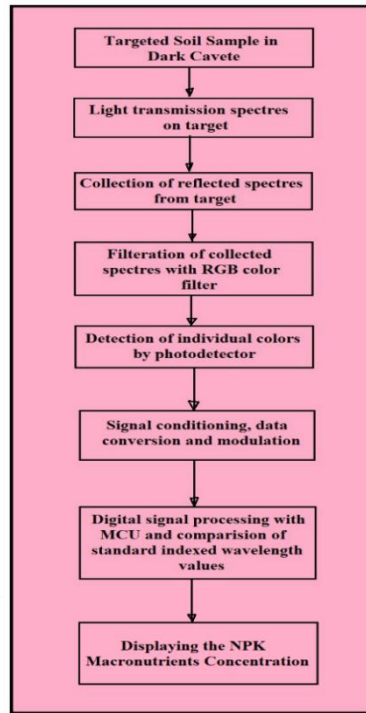 Targeted Soil Sample in
Dark Cavete
Light transmission spectres
on target
Collection of reflected spectres
from target
Filteration of collected
spectres with RGB color
filter
Detection of individual colors
by photodetector
Signal conditioning, data
conversion and modulation
Digital signal processing with
MCU and comparision of
standard indexed wavelength
values
Displaying the NPK
Macronutrients Concentration